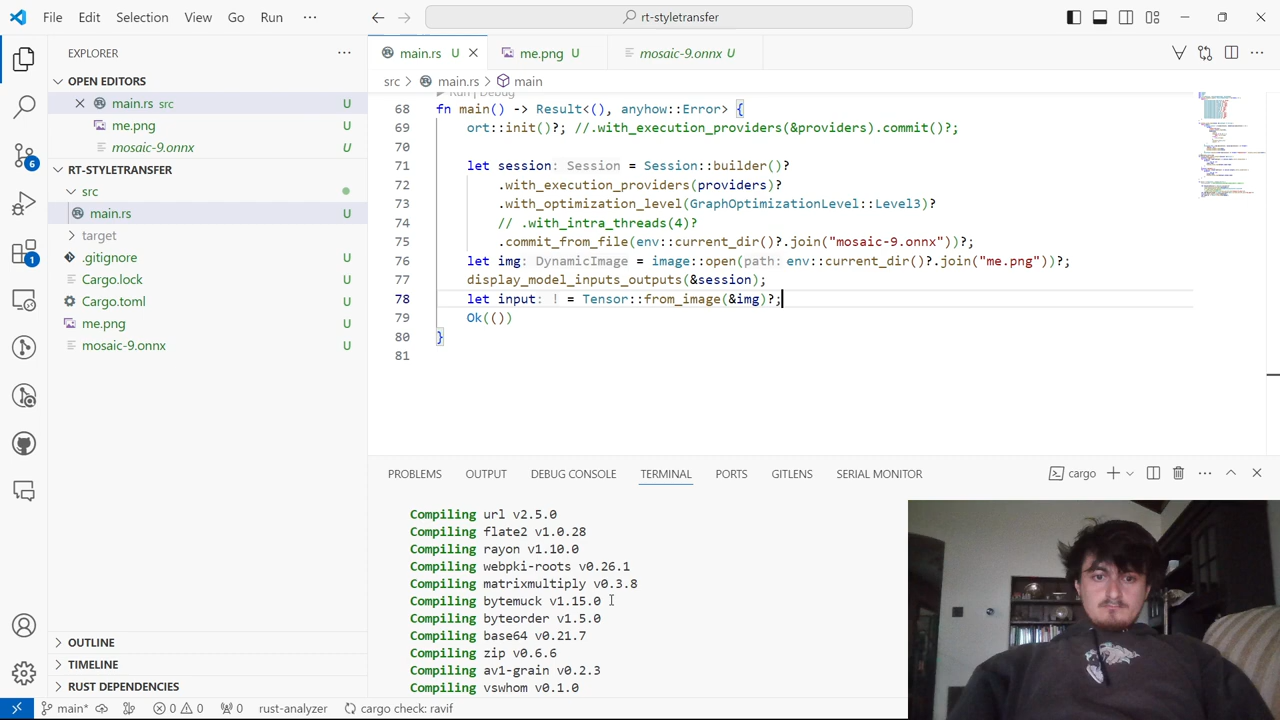 File Edit Selection View Go Run ··· rt-styletransfer
EXPLORER ···
OPEN EDITORS
main.rs src U
me.png U
mosaic-9.onnx U
RT-STYLETRANSFER
src
main.rs U
target
.gitignore U
Cargo.lock U
Cargo.toml U
me.png U
mosaic-9.onnx U
OUTLINE
TIMELINE
RUST DEPENDENCIES
6
1
main.rs U
me.png U
mosaic-9.onnx U
src > main.rs > main
Run | Debug
68 fn main() -> Result<(), anyhow::Error> {
69 ort::init()?; //.with_execution_providers(&providers).commit()?
70
71 let session: Session = Session::builder()?
72 .with_execution_providers(providers)?
73 .with_optimization_level(GraphOptimizationLevel::Level3)?
74 // .with_intra_threads(4)?
75 .commit_from_file(env::current_dir()?.join("mosaic-9.onnx"))?;
76 let img: DynamicImage = image::open(path: env::current_dir()?.join("me.png"))?;
77 display_model_inputs_outputs(&session);
78 let input: ! = Tensor::from_image(&img)?;
79 Ok(())
80 }
81
PROBLEMS OUTPUT DEBUG CONSOLE TERMINAL PORTS GITLENS SERIAL MONITOR
cargo
Compiling url v2.5.0
Compiling flate2 v1.0.28
Compiling rayon v1.10.0
Compiling webpki-roots v0.26.1
Compiling matrixmultiply v0.3.8
Compiling bytemuck v1.15.0
Compiling byteorder v1.5.0
Compiling base64 v0.21.7
Compiling zip v0.6.6
Compiling av1-grain v0.2.3
Compiling vswhom v0.1.0
main* 0 0 0 rust-analyzer cargo check: ravif